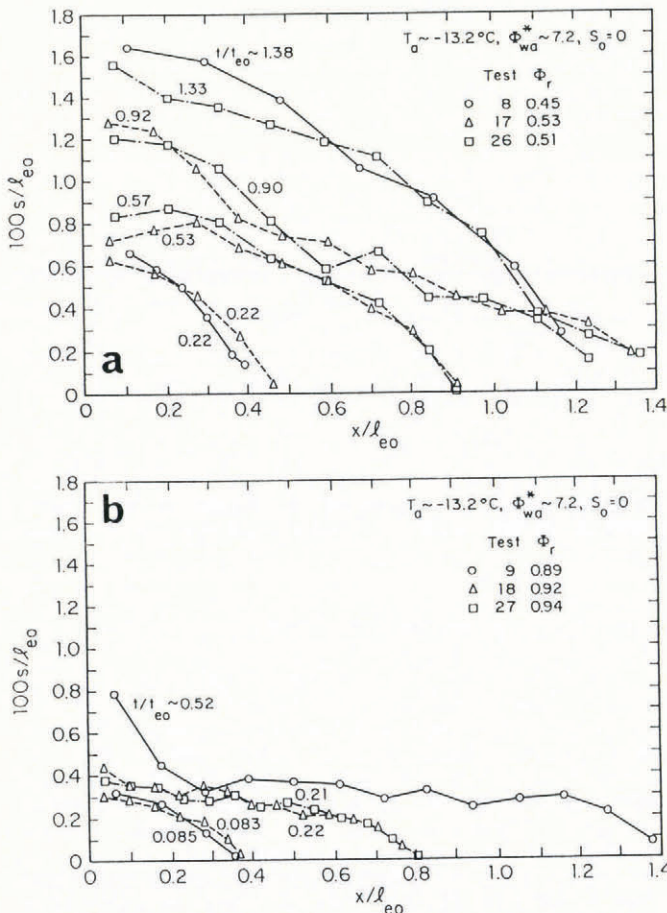 1.8
1.6
1.4
1.2
1.0
0.8
0.6
0.4
0.2
0
100 s/ℓeo
Ta ~ -13.2°C, Φ*wa ~ 7.2, So = 0
Test Φr
○ 8 0.45
△ 17 0.53
□ 26 0.51
t/teo ~ 1.38
1.33
0.92
0.90
0.57
0.53
0.22
0.22
a
0 0.2 0.4 0.6 0.8 1.0 1.2 1.4
x/ℓeo
1.8
1.6
1.4
1.2
1.0
0.8
0.6
0.4
0.2
0
100 s/ℓeo
b
Ta ~ -13.2°C, Φ*wa ~ 7.2, So = 0
Test Φr
○ 9 0.89
△ 18 0.92
□ 27 0.94
t/teo ~ 0.52
0.21
0.22
0.083
0.085
0 0.2 0.4 0.6 0.8 1.0 1.2 1.4
x/ℓeo